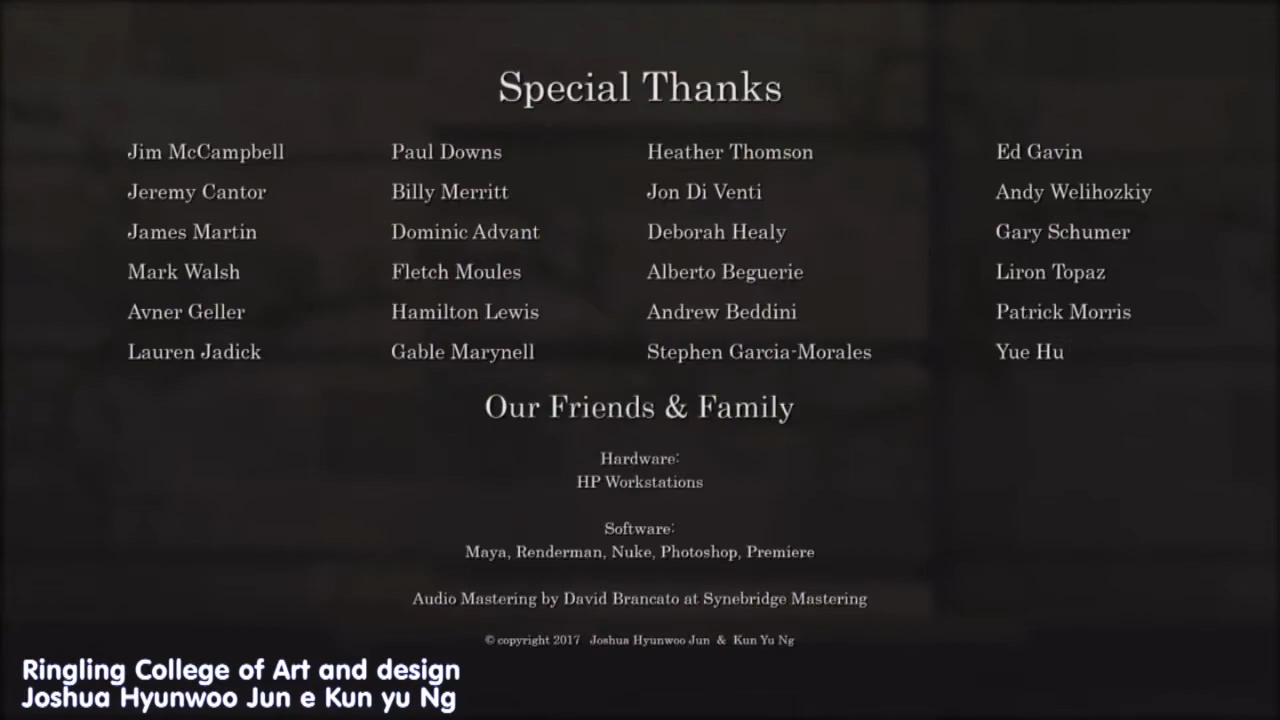 Special Thanks
Jim McCampbell Paul Downs Heather Thomson Ed Gavin
Jeremy Cantor Billy Merritt Jon Di Venti Andy Welihozkiy
James Martin Dominic Advant Deborah Healy Gary Schumer
Mark Walsh Fletch Moules Alberto Beguerie Liron Topaz
Avner Geller Hamilton Lewis Andrew Beddini Patrick Morris
Lauren Jadick Gable Marynell Stephen Garcia-Morales Yue Hu
Our Friends & Family
Hardware:
HP Workstations
Software:
Maya, Renderman, Nuke, Photoshop, Premiere
Audio Mastering by David Brancato at Synebridge Mastering
© copyright 2017 Joshua Hyunwoo Jun & Kun Yu Ng
Ringling College of Art and design
Joshua Hyunwoo Jun e Kun yu Ng